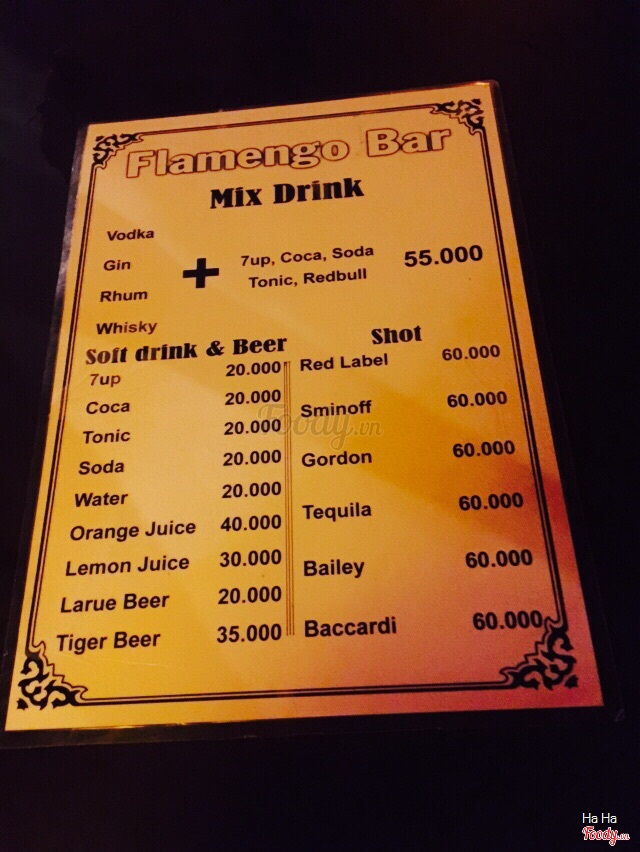 Flamengo Bar
Mix Drink
Vodka
Gin
Rhum
Whisky
+
7up, Coca, Soda
Tonic, Redbull
55.000
Soft drink & Beer
7up 20.000
Coca 20.000
Tonic 20.000
Soda 20.000
Water 20.000
Orange Juice 40.000
Lemon Juice 30.000
Larue Beer 20.000
Tiger Beer 35.000
Shot
Red Label 60.000
Sminoff 60.000
Gordon 60.000
Tequila 60.000
Bailey 60.000
Baccardi 60.000
Foody.vn
Ha Ha
Foody.vn